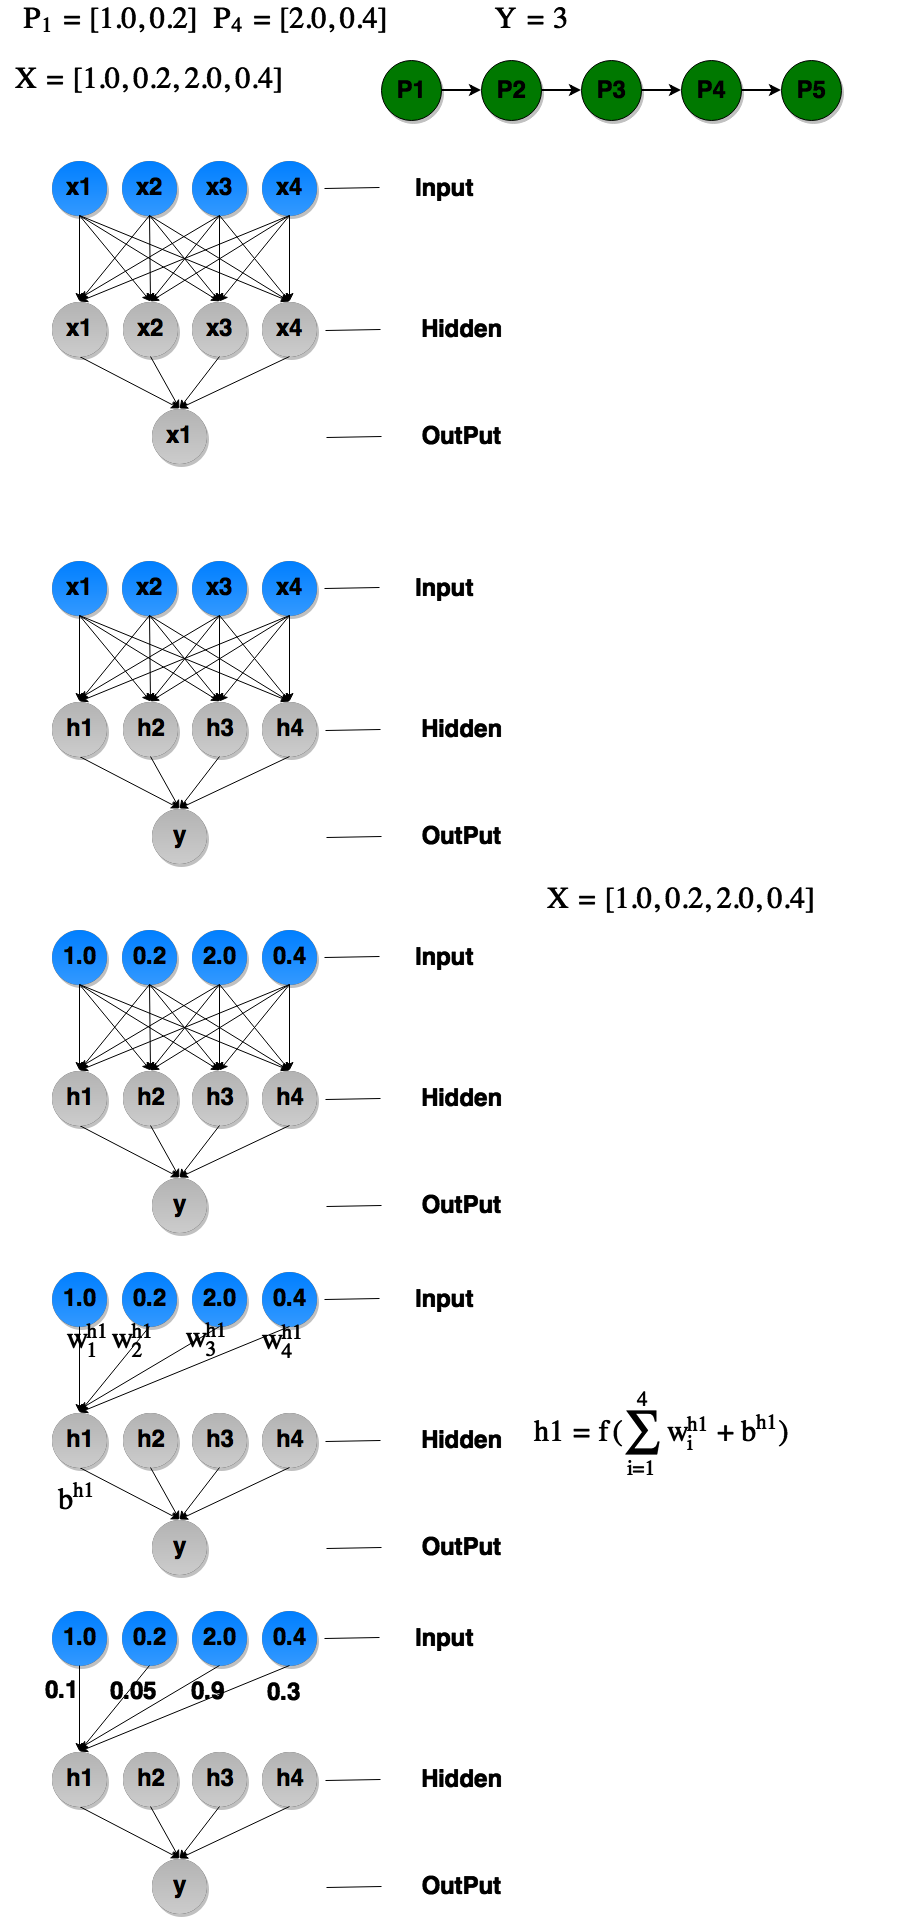 P₁ = [1.0, 0.2] P₄ = [2.0, 0.4] Y = 3
X = [1.0, 0.2, 2.0, 0.4]
P1 P2 P3 P4 P5
x1 x2 x3 x4 Input
x1 x2 x3 x4 Hidden
x1 OutPut
x1 x2 x3 x4 Input
h1 h2 h3 h4 Hidden
y OutPut
X = [1.0, 0.2, 2.0, 0.4]
1.0 0.2 2.0 0.4 Input
h1 h2 h3 h4 Hidden
y OutPut
1.0 0.2 2.0 0.4 Input
w_1^{h1} w_2^{h1} w_3^{h1} w_4^{h1}
h1 h2 h3 h4 Hidden h1 = f(∑_{i=1}^{4} w_i^{h1} + b^{h1})
b^{h1}
y OutPut
1.0 0.2 2.0 0.4 Input
0.1 0.05 0.9 0.3
h1 h2 h3 h4 Hidden
y OutPut